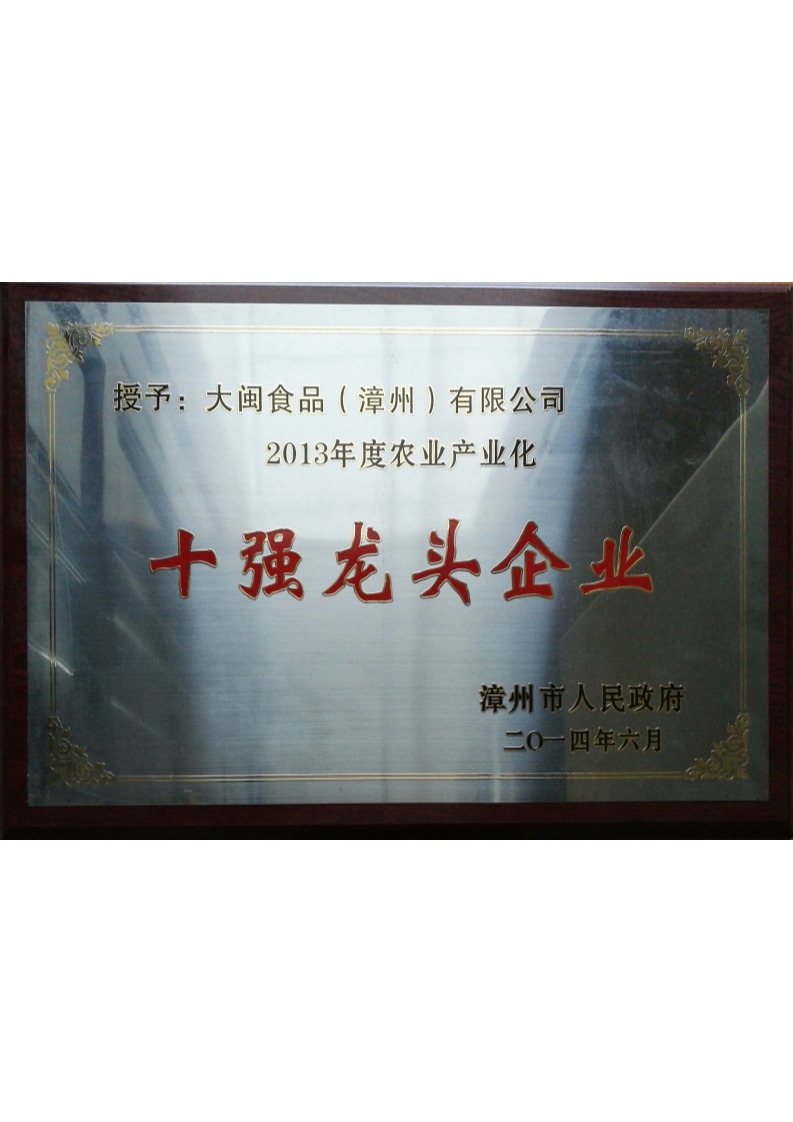 授予：大闽食品（漳州）有限公司
2013年度农业产业化
十强龙头企业
漳州市人民政府
二〇一四年六月